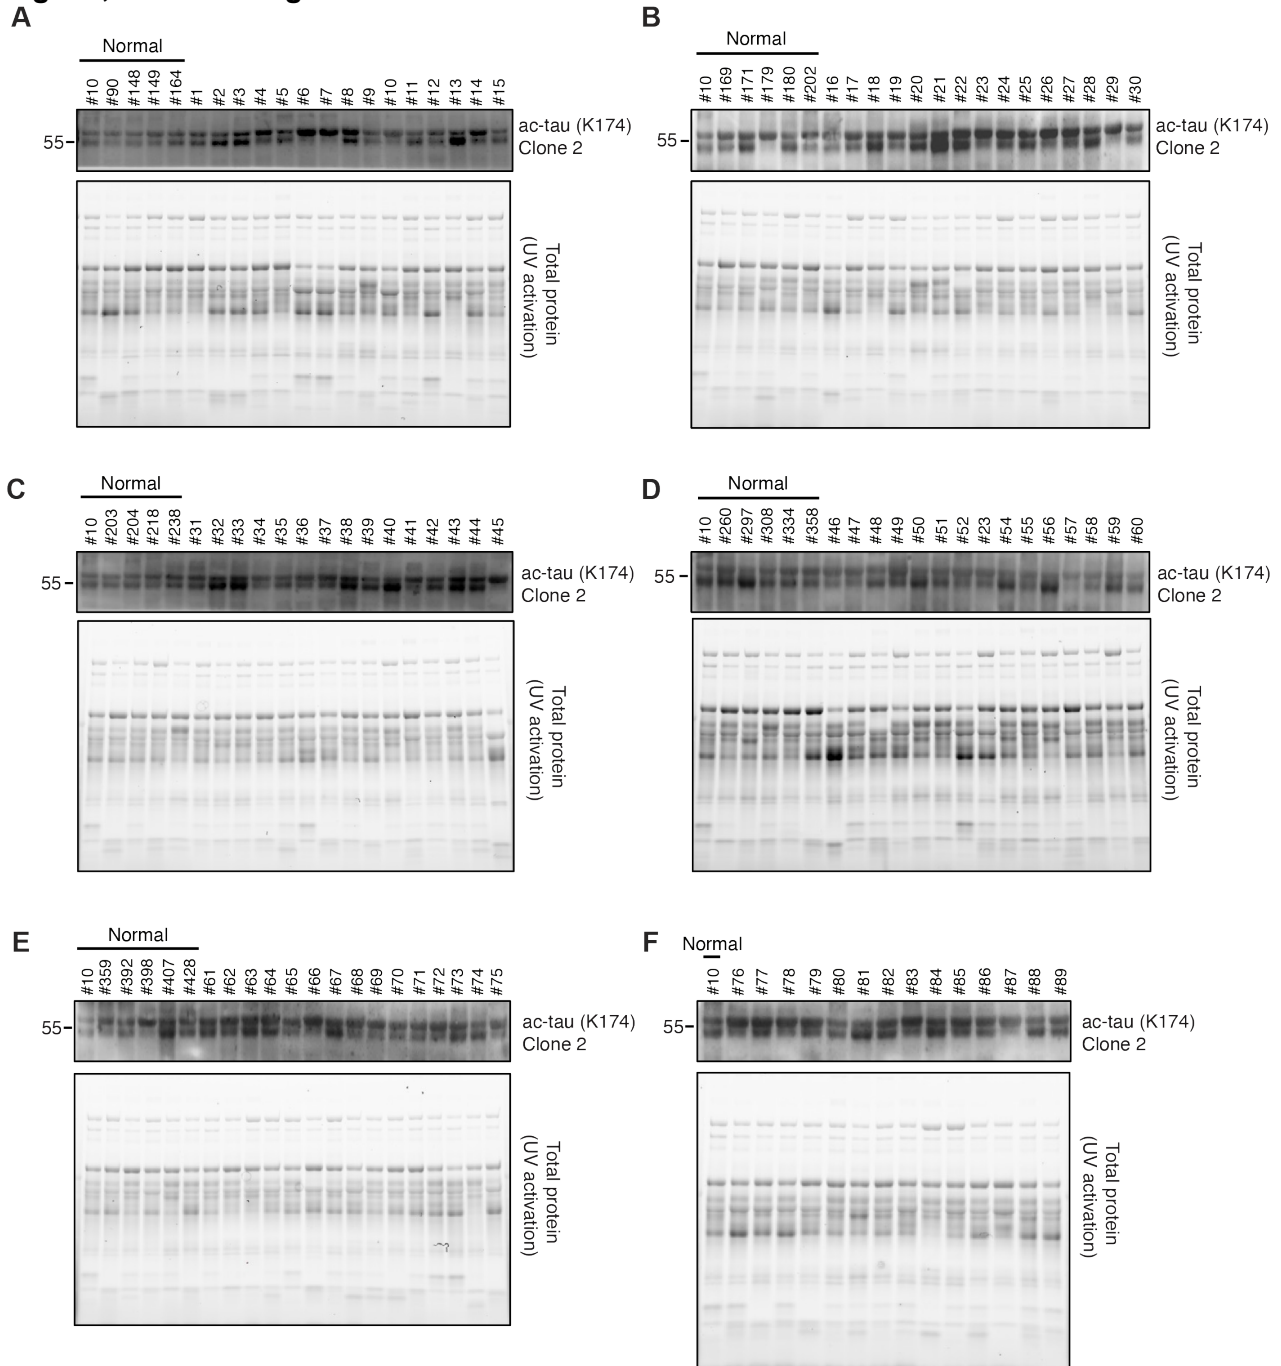 A
Normal
#10 #90 #148 #149 #164 #1 #2 #3 #4 #5 #6 #7 #8 #9 #10 #11 #12 #13 #14 #15
55
ac-tau (K174)
Clone 2
Total protein
(UV activation)
B
Normal
#10 #169 #171 #179 #180 #202 #16 #17 #18 #19 #20 #21 #22 #23 #24 #25 #26 #27 #28 #29 #30
55
ac-tau (K174)
Clone 2
Total protein
(UV activation)
C
Normal
#10 #203 #204 #218 #238 #31 #32 #33 #34 #35 #36 #37 #38 #39 #40 #41 #42 #43 #44 #45
55
ac-tau (K174)
Clone 2
Total protein
(UV activation)
D
Normal
#10 #260 #297 #308 #334 #358 #46 #47 #48 #49 #50 #51 #52 #23 #54 #55 #56 #57 #58 #59 #60
55
ac-tau (K174)
Clone 2
Total protein
(UV activation)
E
Normal
#10 #359 #392 #398 #407 #428 #61 #62 #63 #64 #65 #66 #67 #68 #69 #70 #71 #72 #73 #74 #75
55
ac-tau (K174)
Clone 2
Total protein
(UV activation)
F
Normal
#10 #76 #77 #78 #79 #80 #81 #82 #83 #84 #85 #86 #87 #88 #89
55
ac-tau (K174)
Clone 2
Total protein
(UV activation)